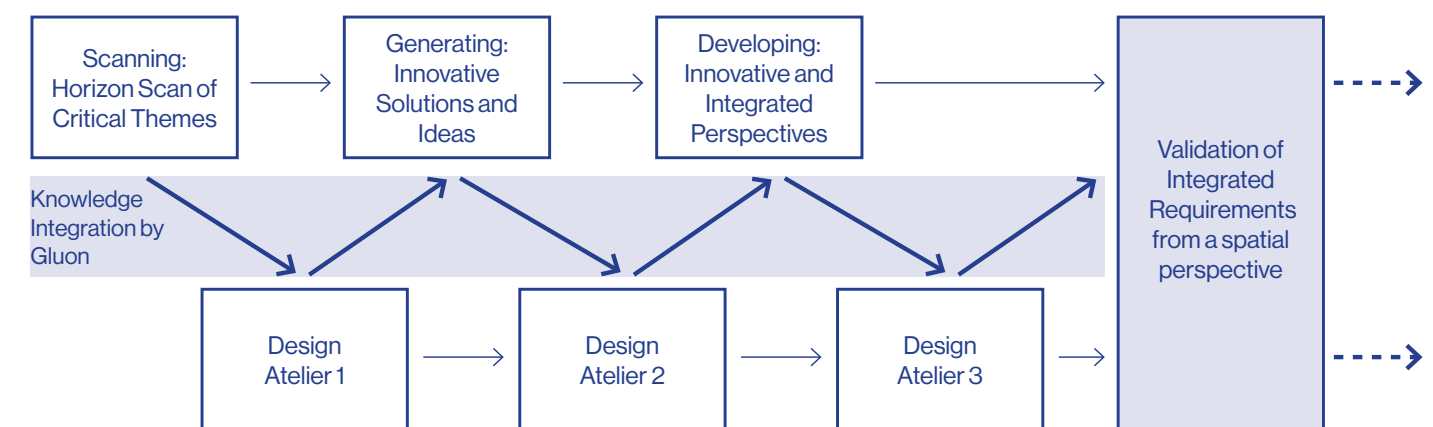 Scanning:
Horizon Scan of
Critical Themes
Generating:
Innovative
Solutions and
Ideas
Developing:
Innovative and
Integrated
Perspectives
Validation of
Integrated
Requirements
from a spatial
perspective
Knowledge
Integration by
Gluon
Design
Atelier 1
Design
Atelier 2
Design
Atelier 3